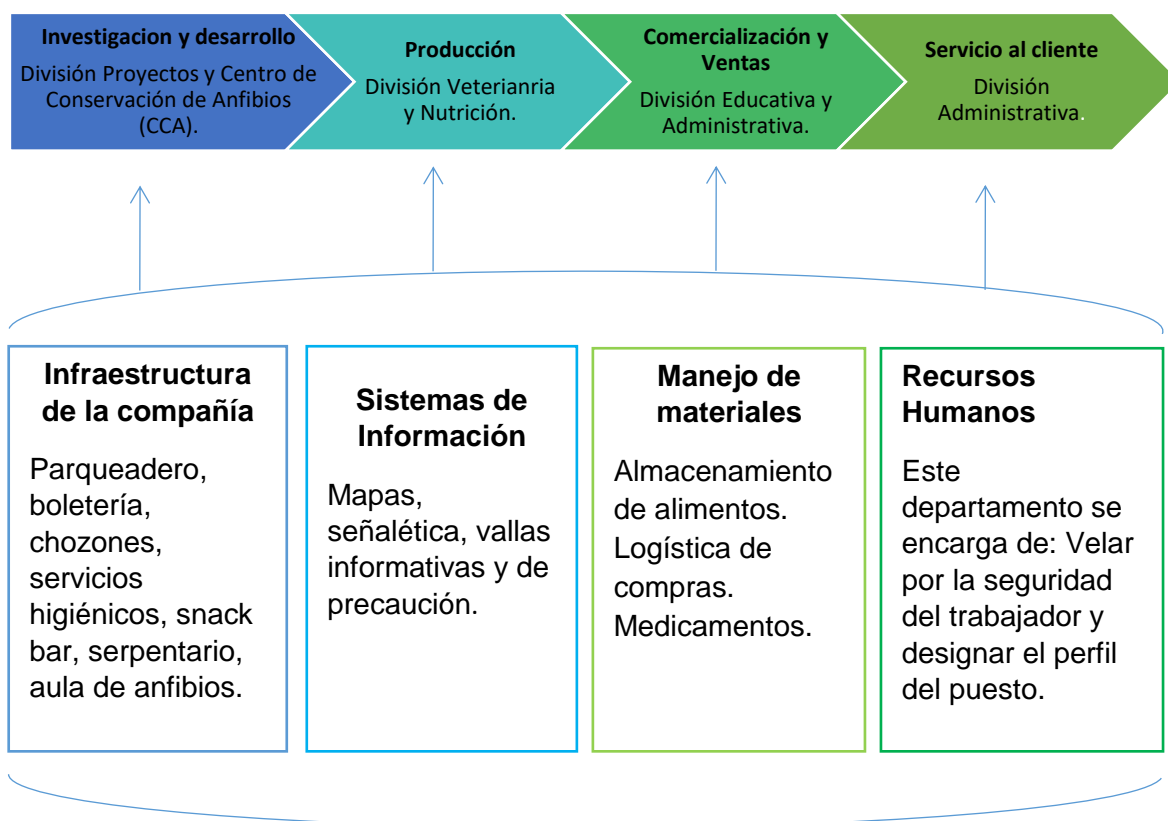 Investigacion y desarrollo
División Proyectos y Centro de
Conservación de Anfibios
(CCA).
Producción
División Veterianria
y Nutrición.
Comercialización y
Ventas
División Educativa y
Administrativa.
Servicio al cliente
División
Administrativa.
Infraestructura
de la compañía
Parqueadero,
boletería,
chozones,
servicios
higiénicos, snack
bar, serpentario,
aula de anfibios.
Sistemas de
Información
Mapas,
señalética, vallas
informativas y de
precaución.
Manejo de
materiales
Almacenamiento
de alimentos.
Logística de
compras.
Medicamentos.
Recursos
Humanos
Este
departamento se
encarga de: Velar
por la seguridad
del trabajador y
designar el perfil
del puesto.